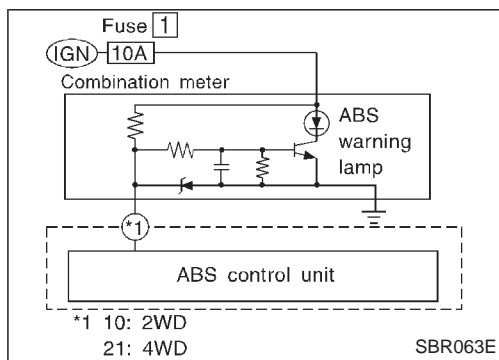 Fuse 1
IGN 10A
Combination meter
ABS
warning
lamp
*1
ABS control unit
*1 10: 2WD
21: 4WD
SBR063E